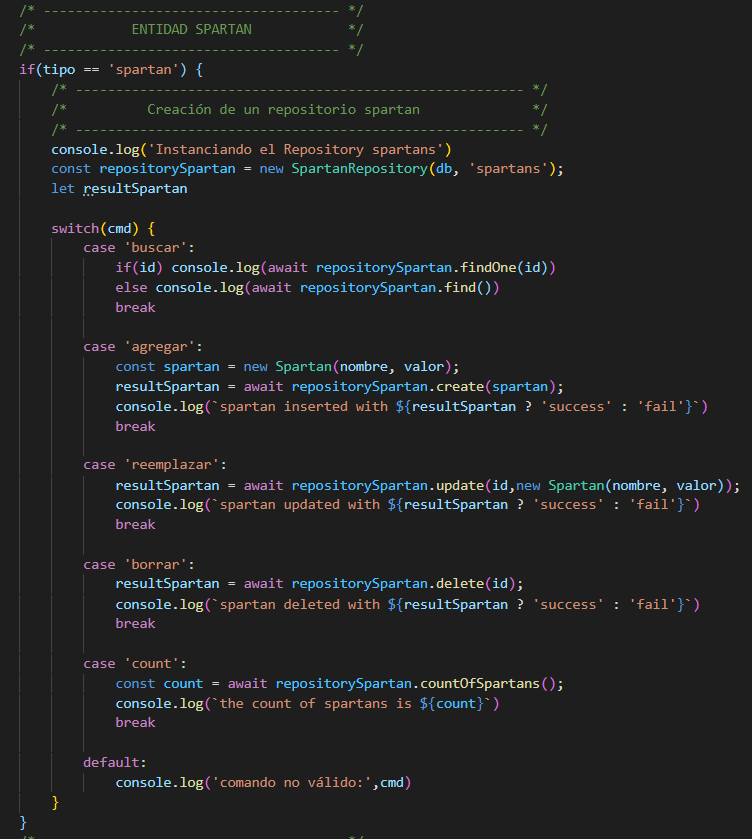 /* ------------------------------------- */
/*            ENTIDAD SPARTAN            */
/* ------------------------------------- */
if(tipo == 'spartan') {
    /* -------------------------------------------------------- */
    /*          Creación de un repositorio spartan              */
    /* -------------------------------------------------------- */
    console.log('Instanciando el Repository spartans')
    const repositorySpartan = new SpartanRepository(db, 'spartans');
    let resultSpartan

    switch(cmd) {
        case 'buscar':
            if(id) console.log(await repositorySpartan.findOne(id))
            else console.log(await repositorySpartan.find())
            break

        case 'agregar':
            const spartan = new Spartan(nombre, valor);
            resultSpartan = await repositorySpartan.create(spartan);
            console.log(`spartan inserted with ${resultSpartan ? 'success' : 'fail'}`)
            break

        case 'reemplazar':
            resultSpartan = await repositorySpartan.update(id,new Spartan(nombre, valor));
            console.log(`spartan updated with ${resultSpartan ? 'success' : 'fail'}`)
            break

        case 'borrar':
            resultSpartan = await repositorySpartan.delete(id);
            console.log(`spartan deleted with ${resultSpartan ? 'success' : 'fail'}`)
            break

        case 'count':
            const count = await repositorySpartan.countOfSpartans();
            console.log(`the count of spartans is ${count}`)
            break

        default:
            console.log('comando no válido:',cmd)
    }
}